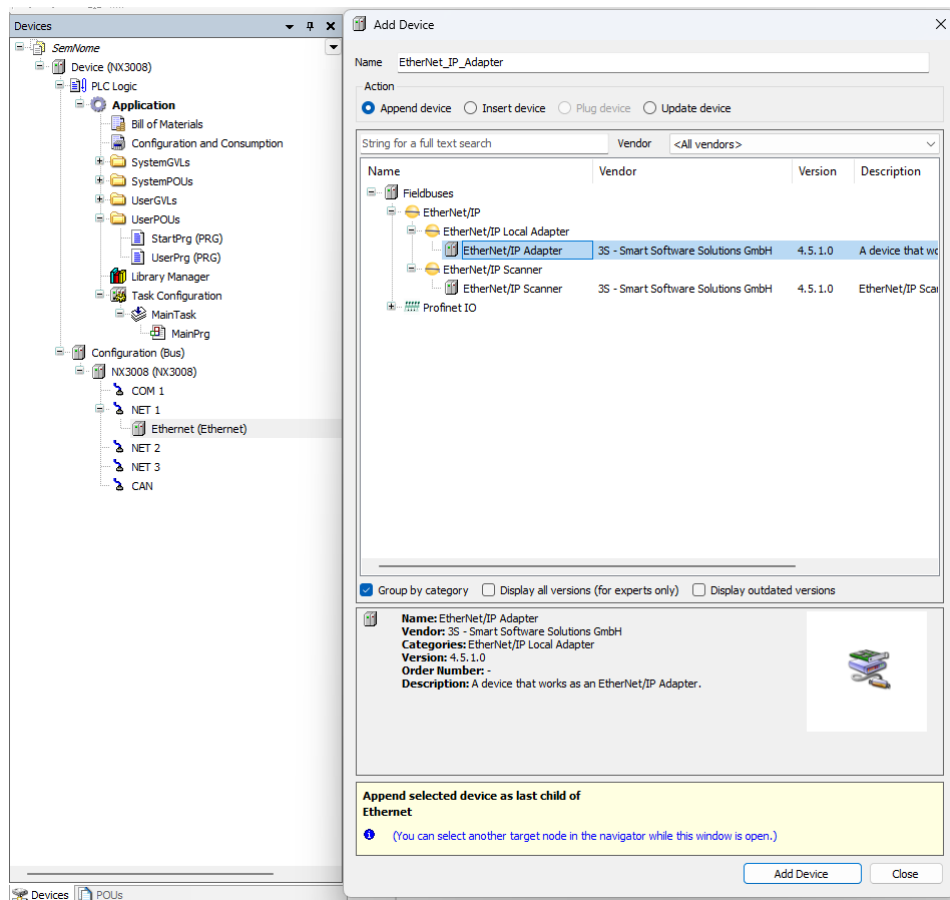 Devices
SemNome
Device (NX3008)
PLC Logic
Application
Bill of Materials
Configuration and Consumption
SystemGVLs
SystemPOUs
UserGVLs
UserPOUs
StartPrg (PRG)
UserPrg (PRG)
Library Manager
Task Configuration
MainTask
MainPrg
Configuration (Bus)
NX3008 (NX3008)
COM 1
NET 1
Ethernet (Ethernet)
NET 2
NET 3
CAN
Devices POUs
Add Device
Name EtherNet_IP_Adapter
Action
Append device Insert device Plug device Update device
String for a full text search Vendor <All vendors>
Name Vendor Version Description
Fieldbuses
EtherNet/IP
EtherNet/IP Local Adapter
EtherNet/IP Adapter 3S - Smart Software Solutions GmbH 4.5.1.0 A device that wo
EtherNet/IP Scanner
EtherNet/IP Scanner 3S - Smart Software Solutions GmbH 4.5.1.0 EtherNet/IP Scan
Profinet IO
Group by category Display all versions (for experts only) Display outdated versions
Name: EtherNet/IP Adapter
Vendor: 3S - Smart Software Solutions GmbH
Categories: EtherNet/IP Local Adapter
Version: 4.5.1.0
Order Number: -
Description: A device that works as an EtherNet/IP Adapter.
Append selected device as last child of
Ethernet
(You can select another target node in the navigator while this window is open.)
Add Device Close